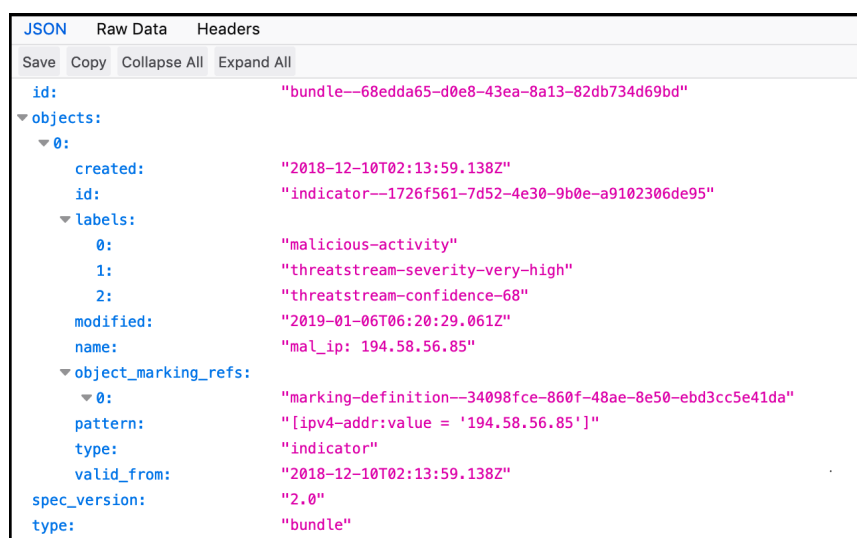 JSON Raw Data Headers
Save Copy Collapse All Expand All
id: "bundle--68edda65-d0e8-43ea-8a13-82db734d69bd"
objects:
0:
created: "2018-12-10T02:13:59.138Z"
id: "indicator--1726f561-7d52-4e30-9b0e-a9102306de95"
labels:
0: "malicious-activity"
1: "threatstream-severity-very-high"
2: "threatstream-confidence-68"
modified: "2019-01-06T06:20:29.061Z"
name: "mal_ip: 194.58.56.85"
object_marking_refs:
0: "marking-definition--34098fce-860f-48ae-8e50-ebd3cc5e41da"
pattern: "[ipv4-addr:value = '194.58.56.85']"
type: "indicator"
valid_from: "2018-12-10T02:13:59.138Z"
spec_version: "2.0"
type: "bundle"